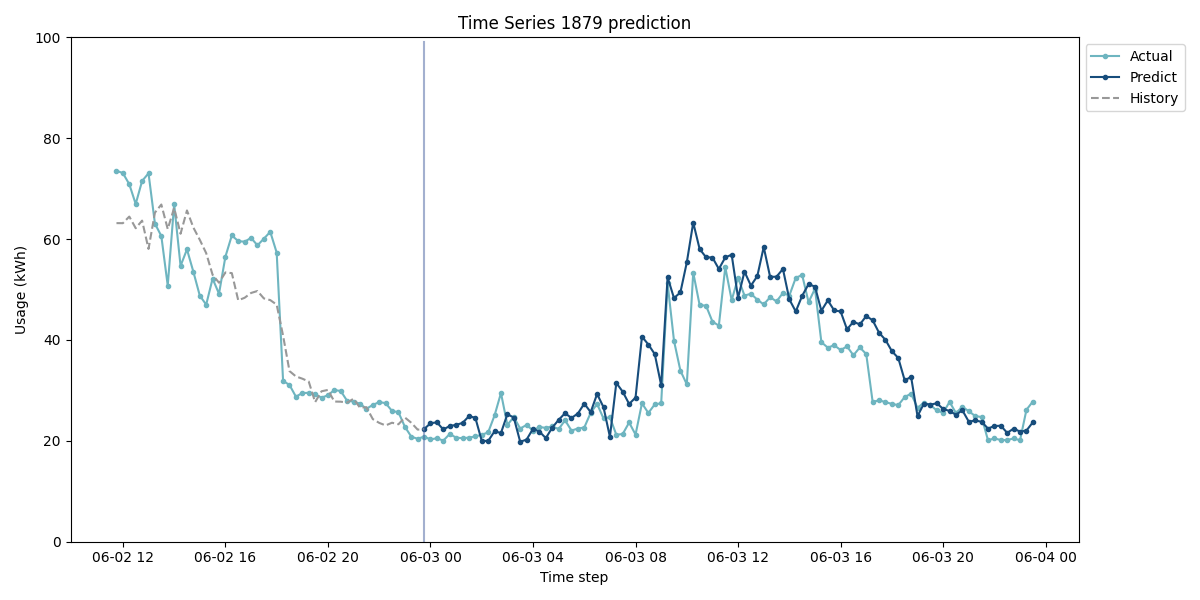 Time Series 1879 prediction
100
80
60
40
20
0
Usage (kWh)
06-02 12
06-02 16
06-02 20
06-03 00
06-03 04
06-03 08
06-03 12
06-03 16
06-03 20
06-04 00
Time step
Actual
Predict
History